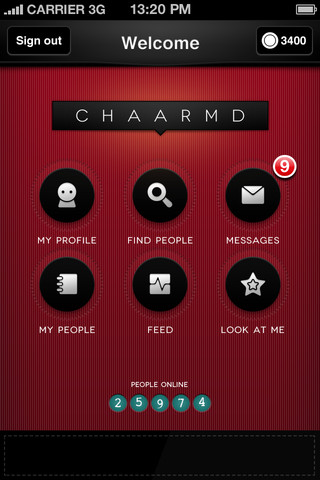 CARRIER 3G 13:20 PM
Sign out Welcome 3400
CHAARMD
9
MY PROFILE FIND PEOPLE MESSAGES
MY PEOPLE FEED LOOK AT ME
PEOPLE ONLINE
2 5 9 7 4